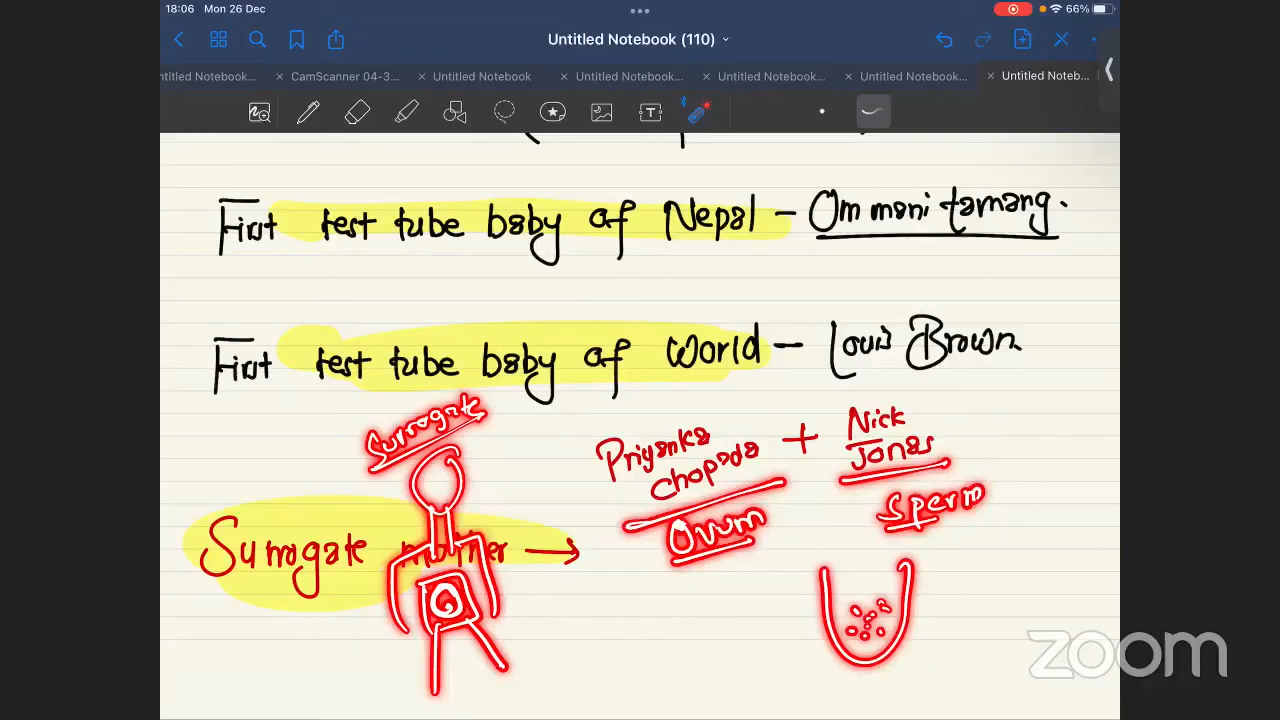 18:06 Mon 26 Dec
66%
Untitled Notebook (110)
ntitled Notebook...
CamScanner 04-3...
Untitled Notebook
Untitled Notebook...
Untitled Notebook...
Untitled Notebook...
Untitled Noteb...
First test tube baby of Nepal - Om mani tamang.
First test tube baby of World - Louis Brown
Surrogate
Priyanka chopada + Nick Jonas
Ovum
Sperm
Surrogate mother →
zoom